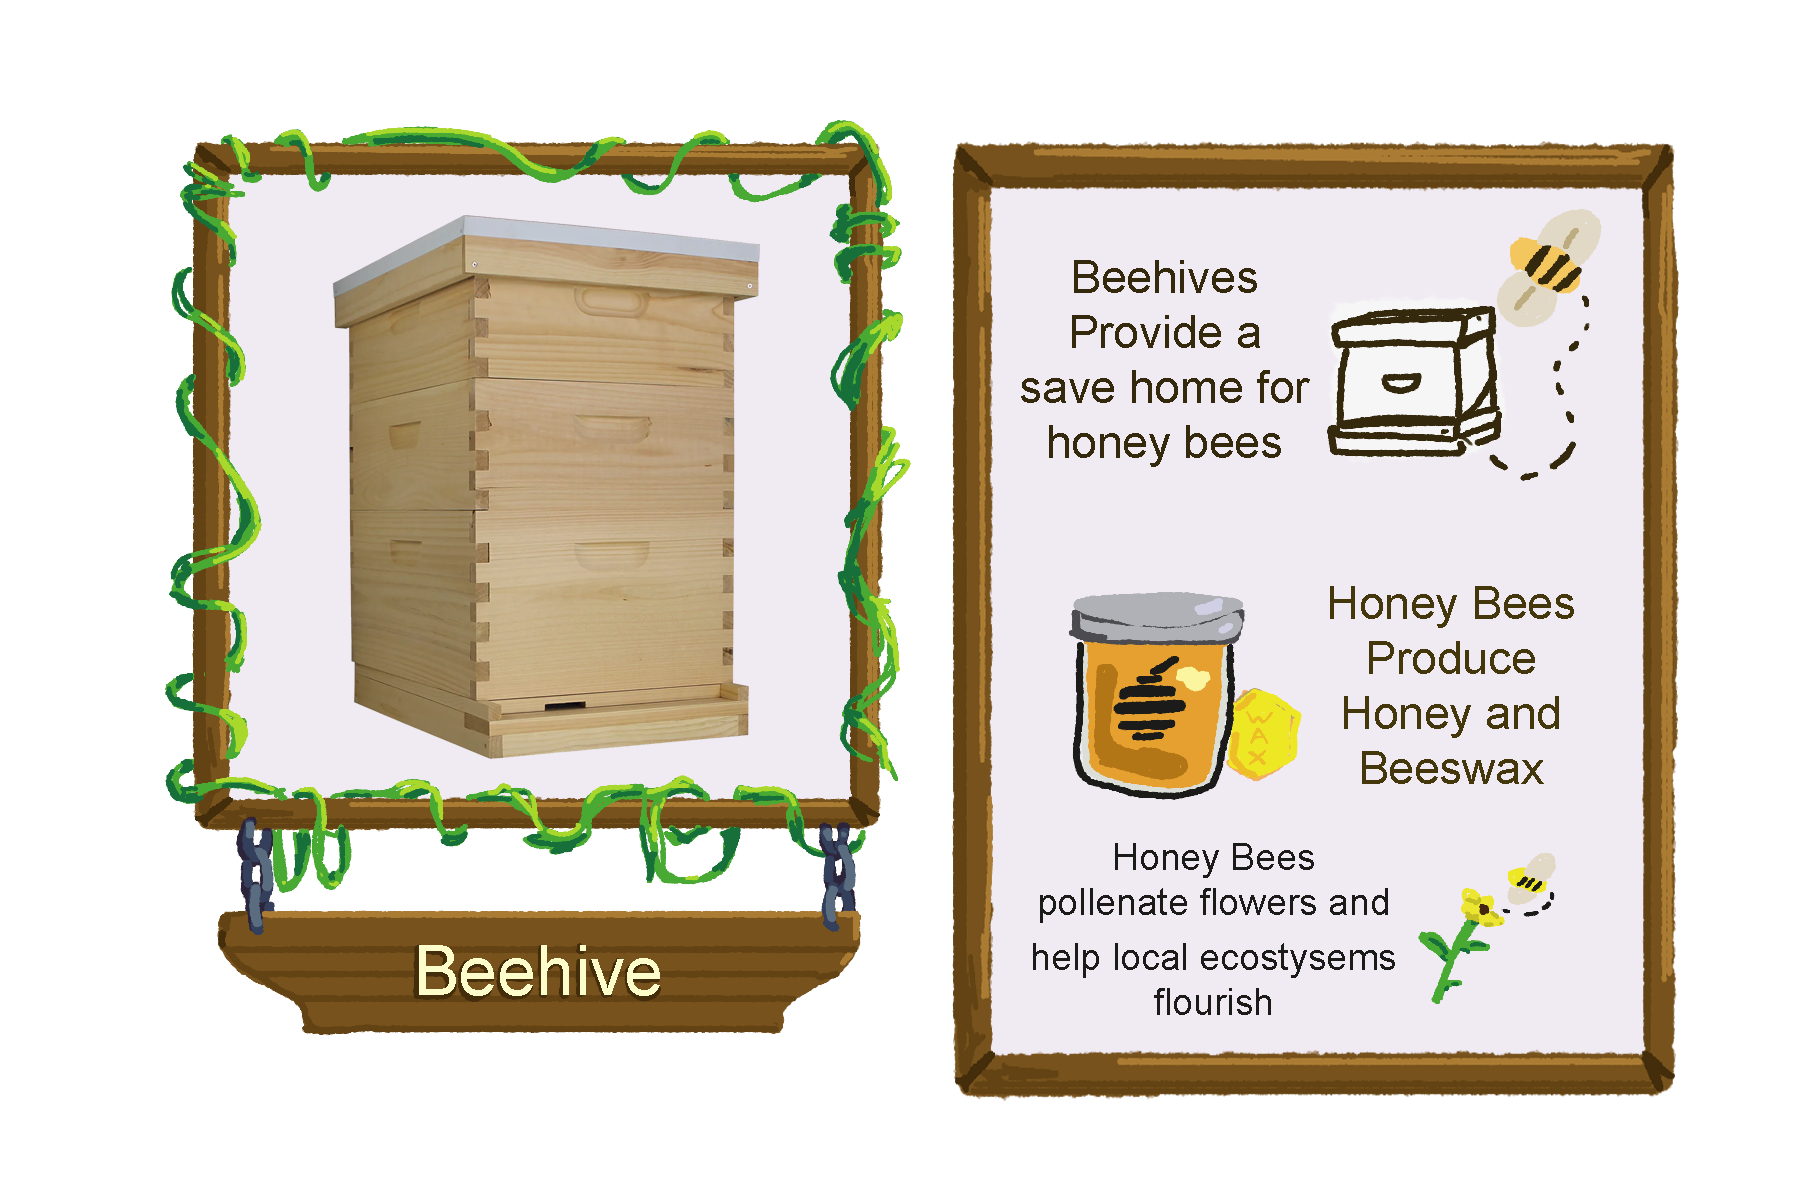 Beehive
Beehives
Provide a
save home for
honey bees
WAX
Honey Bees
Produce
Honey and
Beeswax
Honey Bees
pollenate flowers and
help local ecostysems
flourish